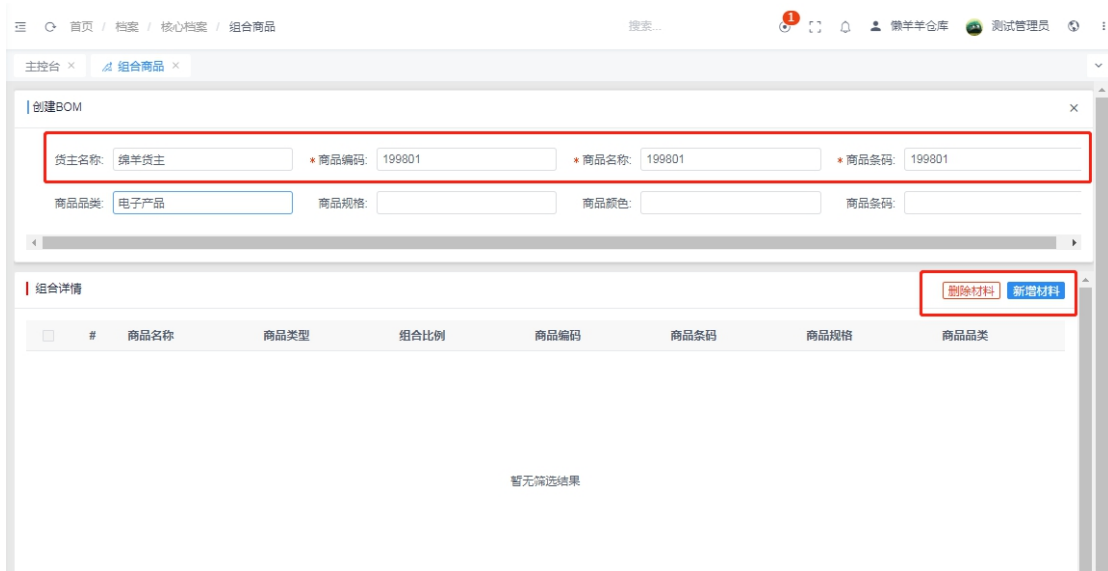 首页 / 档案 / 核心档案 / 组合商品 搜索... 1 懒羊羊仓库 测试管理员
主控台 × 组合商品 ×
创建BOM ×
货主名称: 绵羊货主 * 商品编码: 199801 * 商品名称: 199801 * 商品条码: 199801
商品品类: 电子产品 商品规格: 商品颜色: 商品条码:
组合详情 删除材料 新增材料
# 商品名称 商品类型 组合比例 商品编码 商品条码 商品规格 商品品类
暂无筛选结果